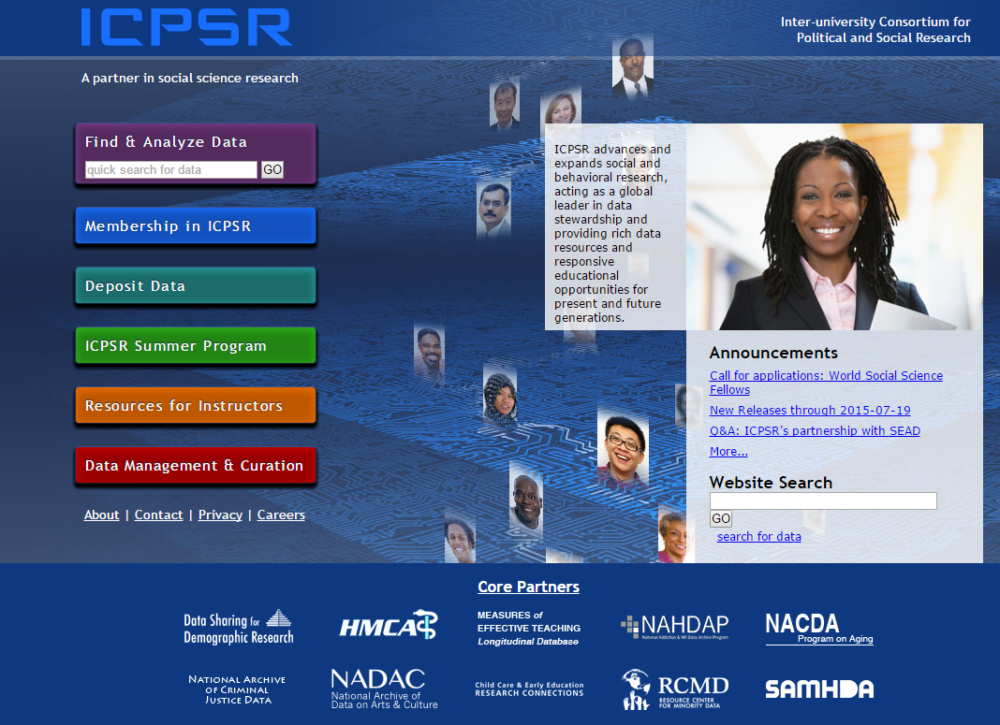 ICPSR
Inter-university Consortium for
Political and Social Research
A partner in social science research
Find & Analyze Data
quick search for data GO
Membership in ICPSR
Deposit Data
ICPSR Summer Program
Resources for Instructors
Data Management & Curation
About | Contact | Privacy | Careers
ICPSR advances and
expands social and
behavioral research,
acting as a global
leader in data
stewardship and
providing rich data
resources and
responsive
educational
opportunities for
present and future
generations.
Announcements
Call for applications: World Social Science
Fellows
New Releases through 2015-07-19
Q&A: ICPSR's partnership with SEAD
More...
Website Search
GO
search for data
Core Partners
Data Sharing for
Demographic Research
HMCA
MEASURES of
EFFECTIVE TEACHING
Longitudinal Database
NAHDAP
National Addiction & HIV Data Archive Program
NACDA
Program on Aging
NATIONAL ARCHIVE
OF CRIMINAL
JUSTICE DATA
NADAC
National Archive of
Data on Arts & Culture
Child Care & Early Education
RESEARCH CONNECTIONS
RCMD
RESOURCE CENTER
FOR MINORITY DATA
SAMHDA